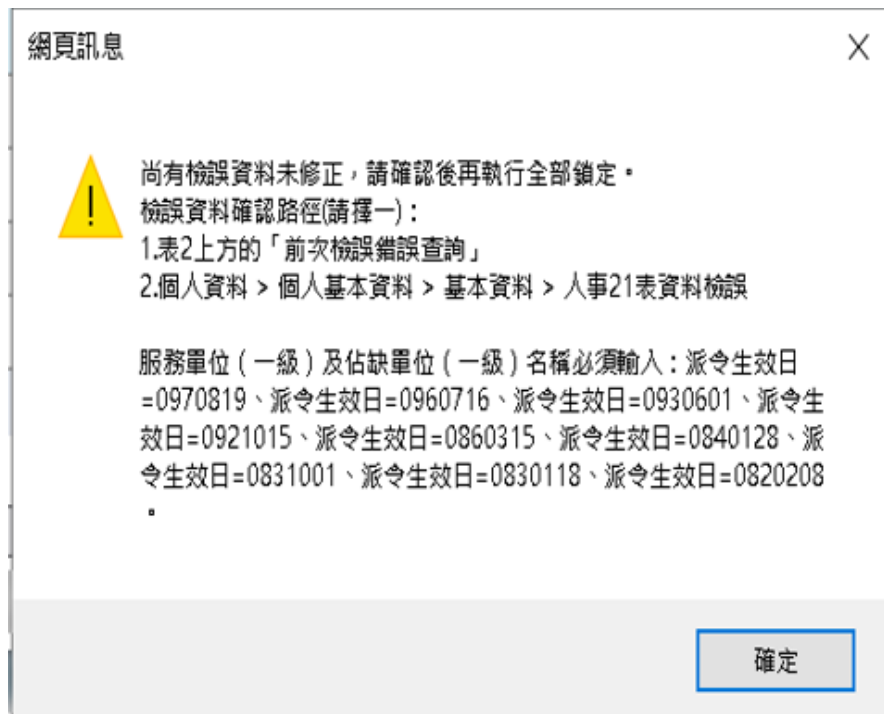 網頁訊息
尚有檢誤資料未修正，請確認後再執行全部鎖定。
檢誤資料確認路徑(請擇一)：
1.表2上方的「前次檢誤錯誤查詢」
2.個人資料 > 個人基本資料 > 基本資料 > 人事21表資料檢誤
服務單位（一級）及佔缺單位（一級）名稱必須輸入：派令生效日
=0970819、派令生效日=0960716、派令生效日=0930601、派令生
效日=0921015、派令生效日=0860315、派令生效日=0840128、派
令生效日=0831001、派令生效日=0830118、派令生效日=0820208
。
確定